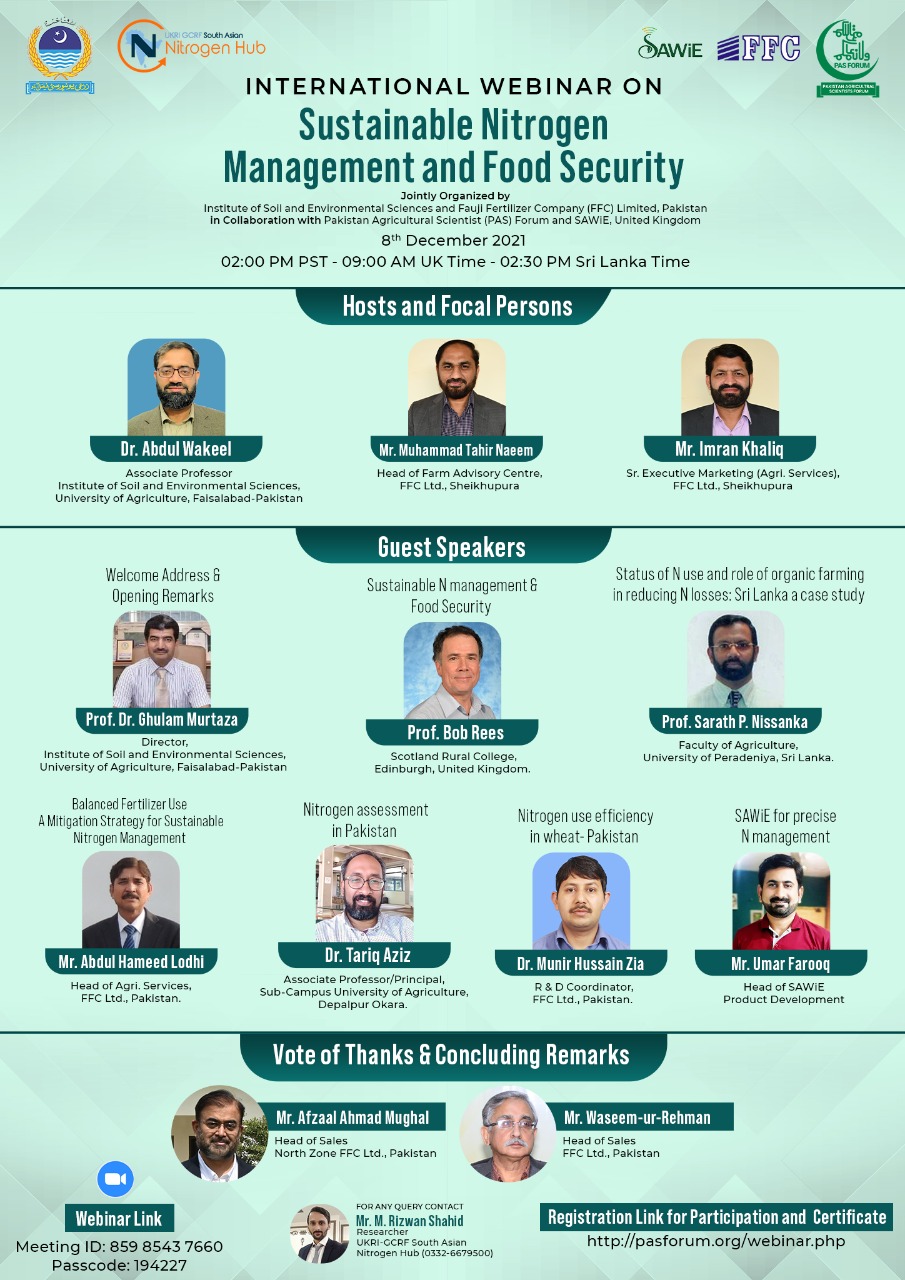 UKRI GCRF South Asian
Nitrogen Hub
SAWiE
FFC
PAS FORUM
PAKISTAN AGRICULTURAL
SCIENTISTS FORUM
INTERNATIONAL WEBINAR ON
Sustainable Nitrogen
Management and Food Security
Jointly Organized by
Institute of Soil and Environmental Sciences and Fauji Fertilizer Company (FFC) Limited, Pakistan
in Collaboration with Pakistan Agricultural Scientist (PAS) Forum and SAWiE, United Kingdom
8th December 2021
02:00 PM PST - 09:00 AM UK Time - 02:30 PM Sri Lanka Time
Hosts and Focal Persons
Dr. Abdul Wakeel
Associate Professor
Institute of Soil and Environmental Sciences,
University of Agriculture, Faisalabad-Pakistan
Mr. Muhammad Tahir Naeem
Head of Farm Advisory Centre,
FFC Ltd., Sheikhupura
Mr. Imran Khaliq
Sr. Executive Marketing (Agri. Services),
FFC Ltd., Sheikhupura
Guest Speakers
Welcome Address &
Opening Remarks
Prof. Dr. Ghulam Murtaza
Director,
Institute of Soil and Environmental Sciences,
University of Agriculture, Faisalabad-Pakistan
Sustainable N management &
Food Security
Prof. Bob Rees
Scotland Rural College,
Edinburgh, United Kingdom.
Status of N use and role of organic farming
in reducing N losses: Sri Lanka a case study
Prof. Sarath P. Nissanka
Faculty of Agriculture,
University of Peradeniya, Sri Lanka.
Balanced Fertilizer Use
A Mitigation Strategy for Sustainable
Nitrogen Management
Mr. Abdul Hameed Lodhi
Head of Agri. Services,
FFC Ltd., Pakistan.
Nitrogen assessment
in Pakistan
Dr. Tariq Aziz
Associate Professor/Principal,
Sub-Campus University of Agriculture,
Depalpur Okara.
Nitrogen use efficiency
in wheat- Pakistan
Dr. Munir Hussain Zia
R & D Coordinator,
FFC Ltd., Pakistan.
SAWiE for precise
N management
Mr. Umar Farooq
Head of SAWiE
Product Development
Vote of Thanks & Concluding Remarks
Mr. Afzaal Ahmad Mughal
Head of Sales
North Zone FFC Ltd., Pakistan
Mr. Waseem-ur-Rehman
Head of Sales
FFC Ltd., Pakistan
Webinar Link
Meeting ID: 859 8543 7660
Passcode: 194227
FOR ANY QUERY CONTACT
Mr. M. Rizwan Shahid
Researcher
UKRI-GCRF South Asian
Nitrogen Hub (0332-6679500)
Registration Link for Participation and Certificate
http://pasforum.org/webinar.php